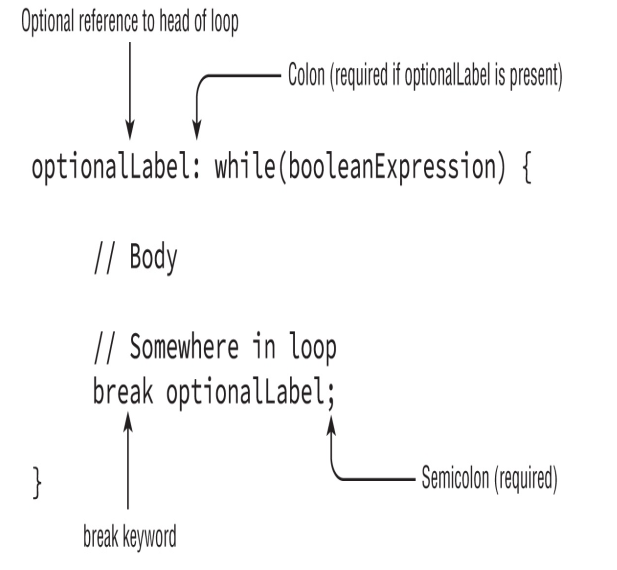 Optional reference to head of loop
Colon (required if optionalLabel is present)
optionalLabel: while(booleanExpression) {
// Body
// Somewhere in loop
break optionalLabel;
}
Semicolon (required)
break keyword